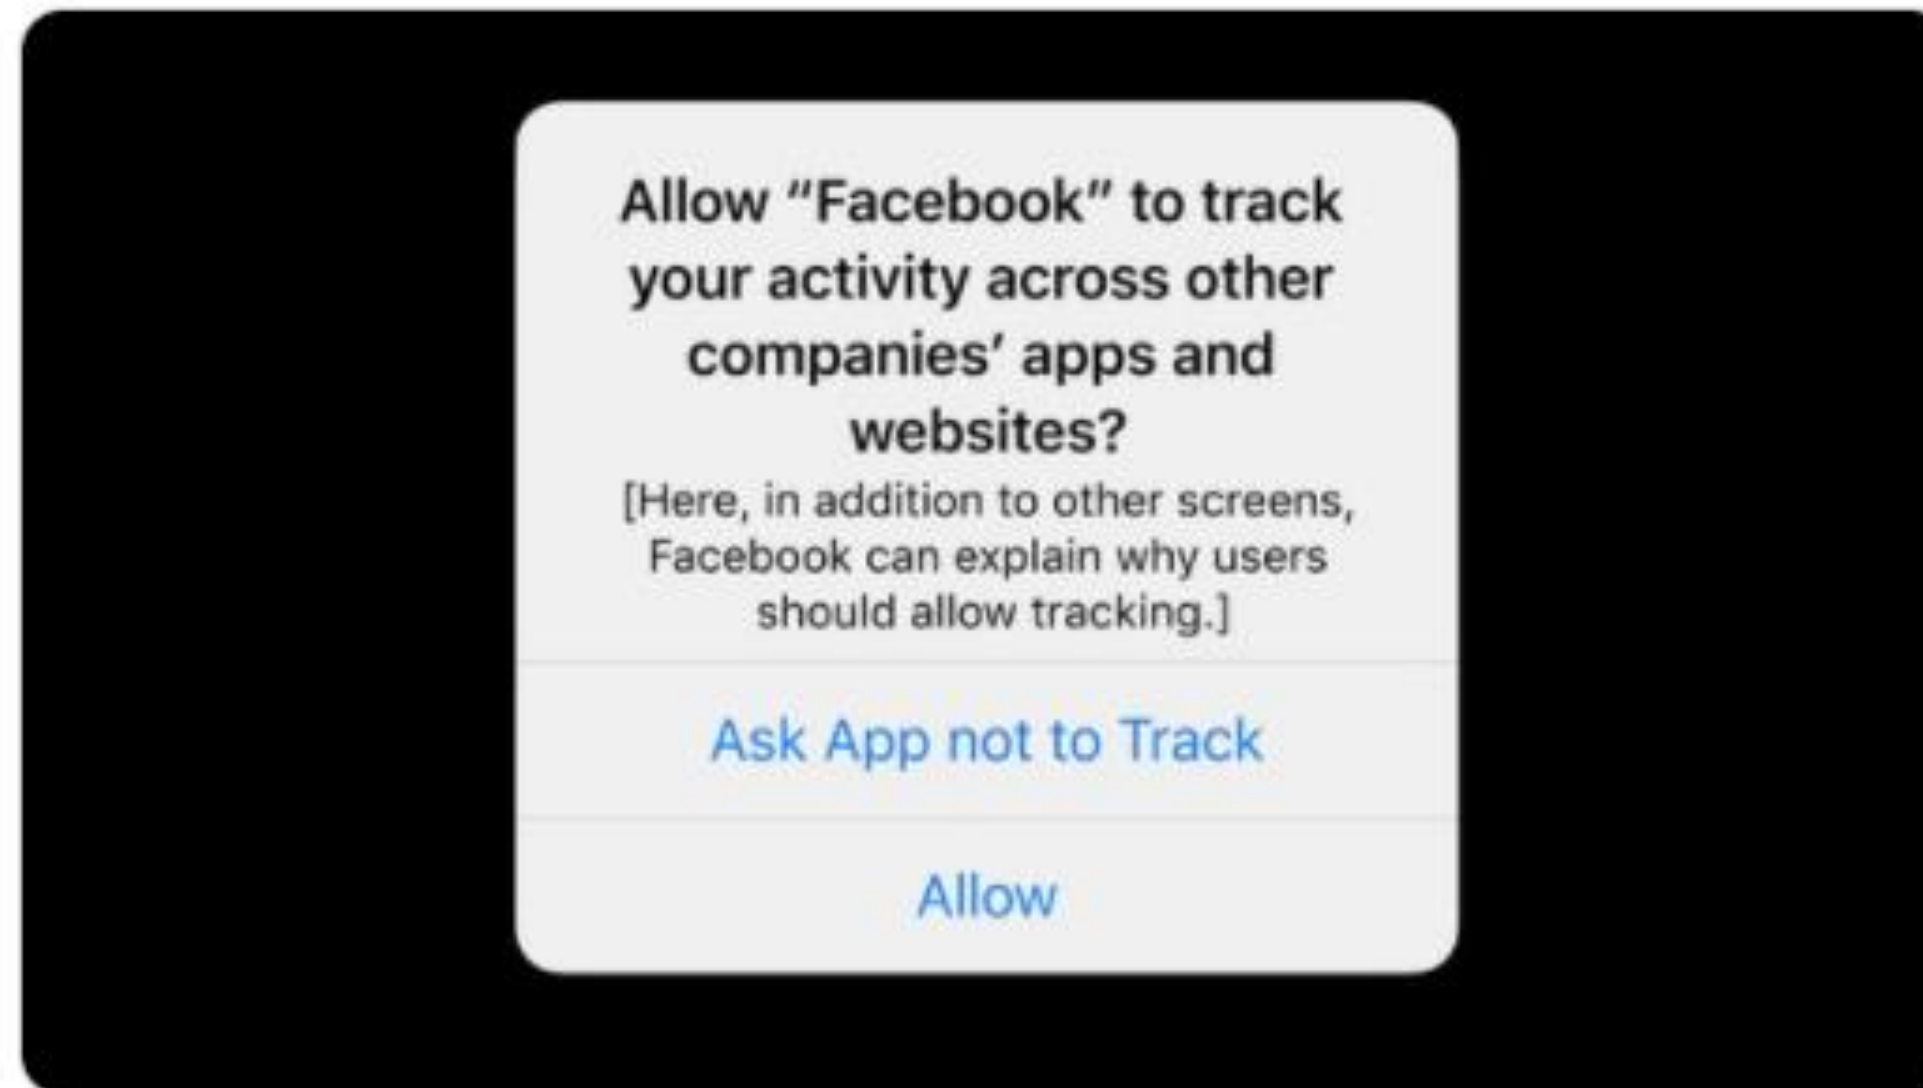 Allow “Facebook” to track
your activity across other
companies’ apps and
websites?
[Here, in addition to other screens,
Facebook can explain why users
should allow tracking.]
Ask App not to Track
Allow